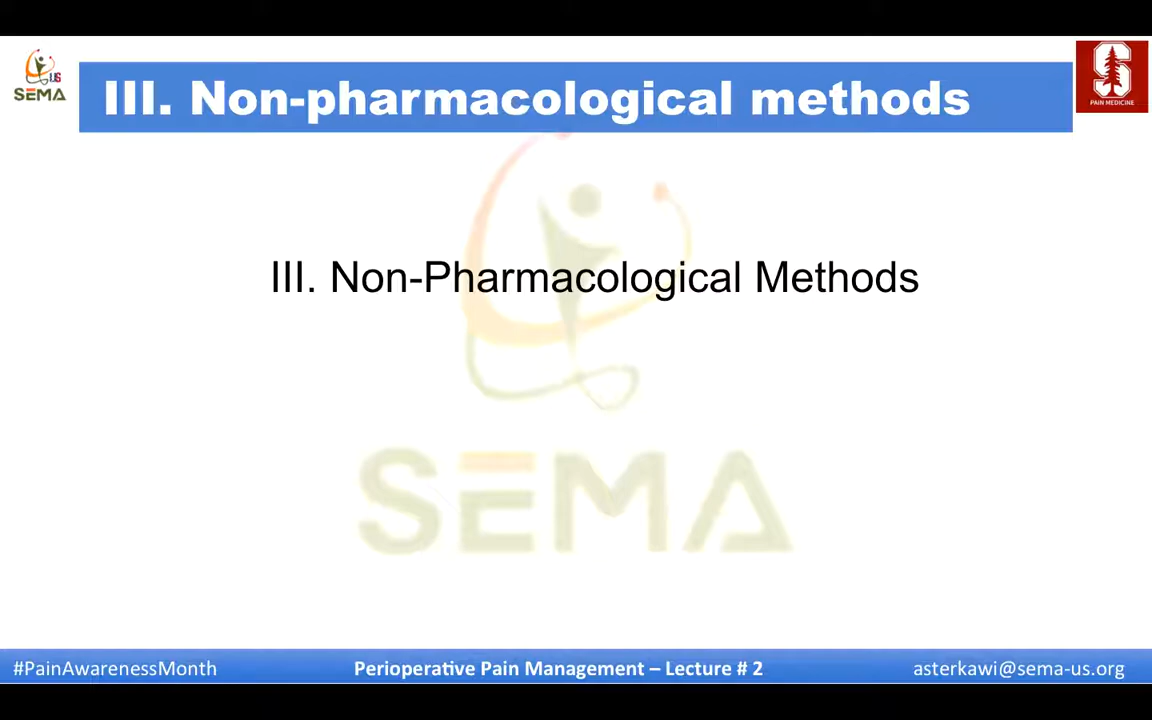 US
SEMA
III. Non-pharmacological methods
S
PAIN MEDICINE
III. Non-Pharmacological Methods
SEMA
#PainAwarenessMonth
Perioperative Pain Management – Lecture # 2
asterkawi@sema-us.org